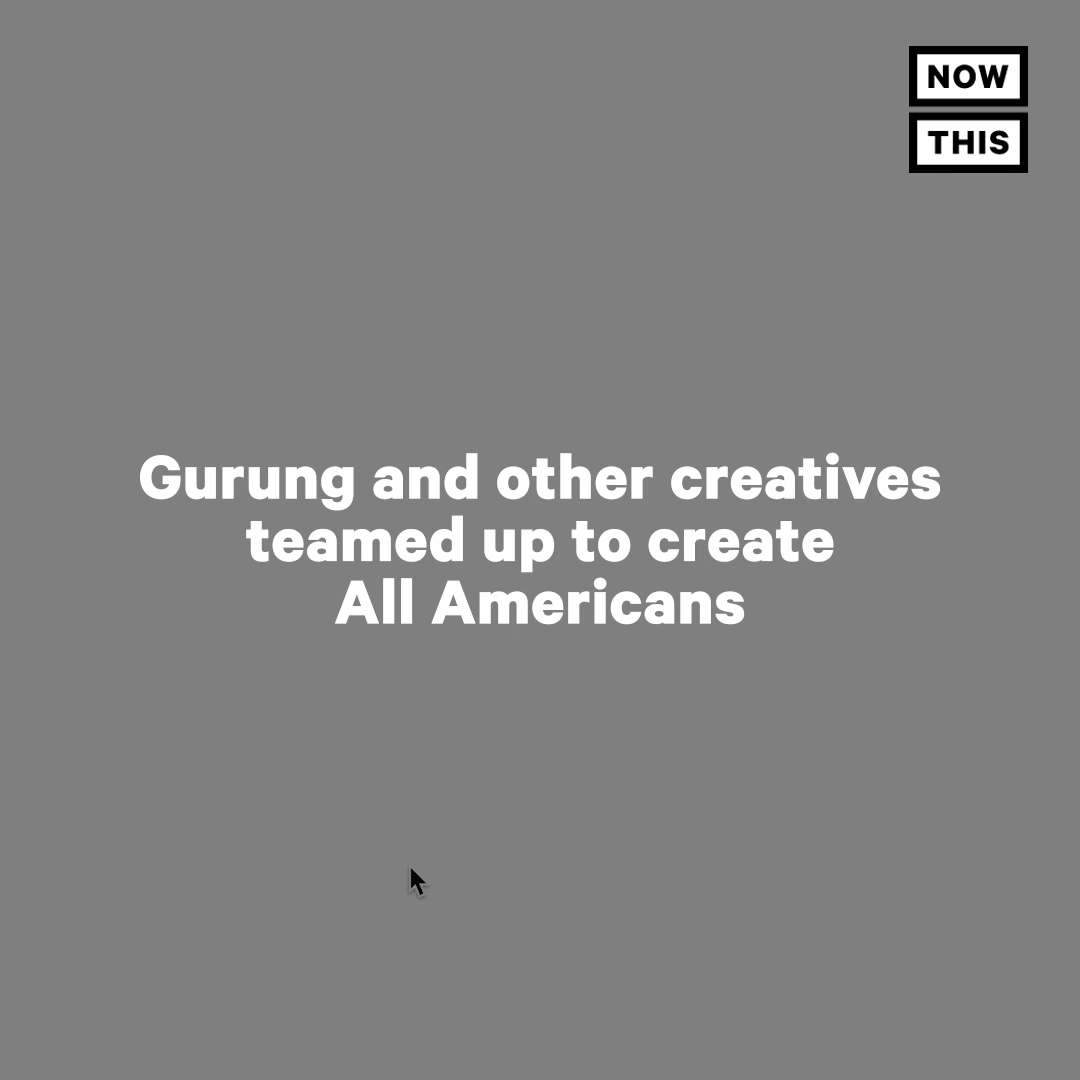 NOW
THIS
Gurung and other creatives
teamed up to create
All Americans